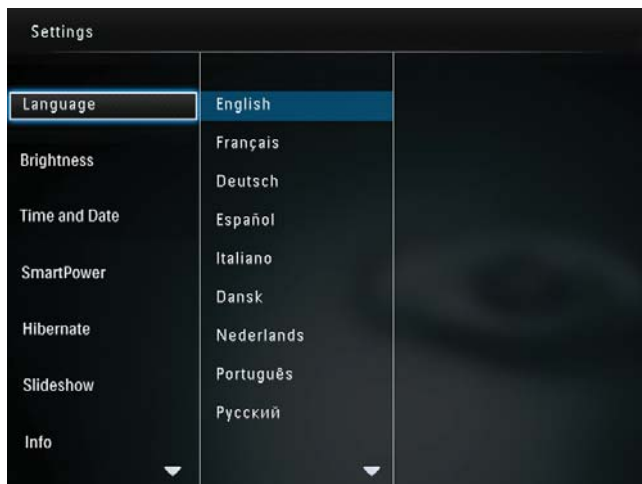 Settings
Language
Brightness
Time and Date
SmartPower
Hibernate
Slideshow
Info
English
Français
Deutsch
Español
Italiano
Dansk
Nederlands
Português
Русский